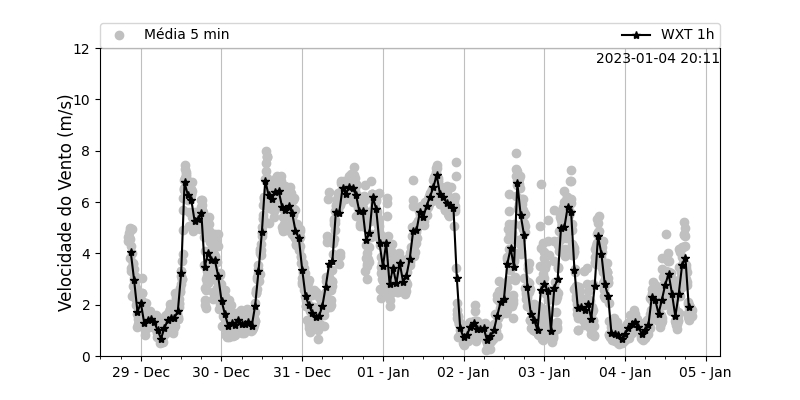 Média 5 min
WXT 1h
2023-01-04 20:11
Velocidade do Vento (m/s)
12
10
8
6
4
2
0
29 - Dec 30 - Dec 31 - Dec 01 - Jan 02 - Jan 03 - Jan 04 - Jan 05 - Jan